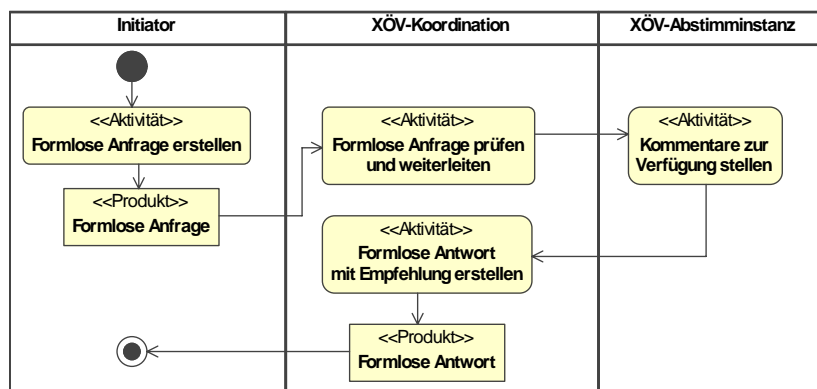 Initiator
XÖV-Koordination
XÖV-Abstimminstanz
<<Aktivität>>
Formlose Anfrage erstellen
<<Produkt>>
Formlose Anfrage
<<Aktivität>>
Formlose Anfrage prüfen
und weiterleiten
<<Aktivität>>
Kommentare zur
Verfügung stellen
<<Aktivität>>
Formlose Antwort
mit Empfehlung erstellen
<<Produkt>>
Formlose Antwort